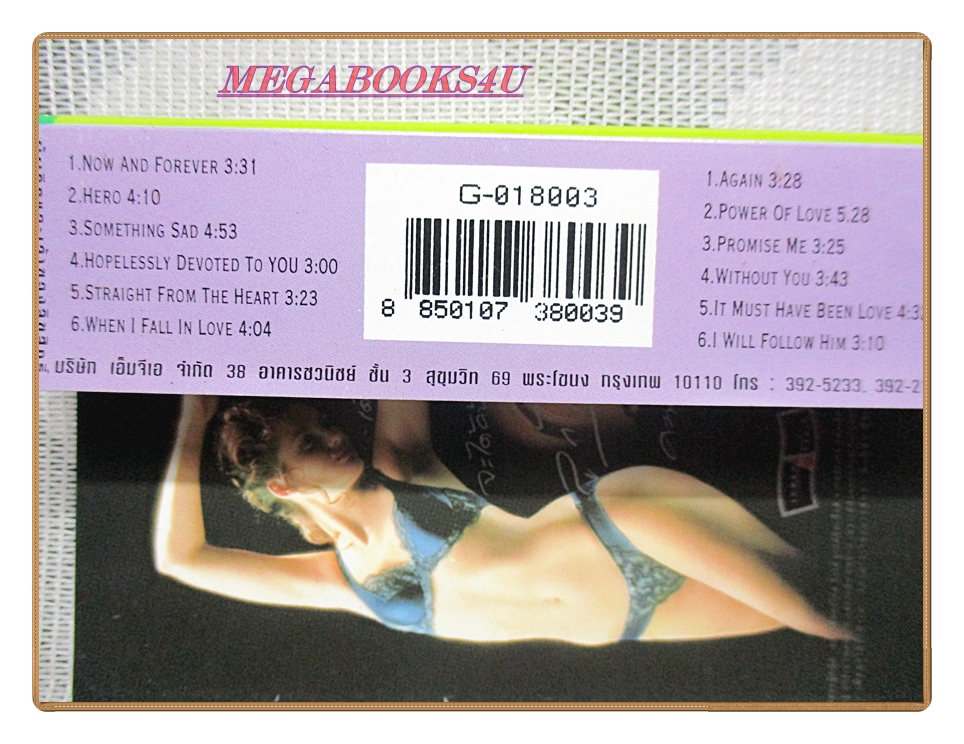 MEGABOOKS4U
1.NOW AND FOREVER 3:31
2.HERO 4:10
3.SOMETHING SAD 4:53
4.HOPELESSLY DEVOTED TO YOU 3:00
5.STRAIGHT FROM THE HEART 3:23
6.WHEN I FALL IN LOVE 4:04
G-018003
8 850107 380039
1.AGAIN 3:28
2.POWER OF LOVE 5.28
3.PROMISE ME 3:25
4.WITHOUT YOU 3:43
5.IT MUST HAVE BEEN LOVE 4:3
6.I WILL FOLLOW HIM 3:10
บริษัท เอ็มจีเอ จำกัด 38 อาคารชวนิชย์ ชั้น 3 สุขุมวิท 69 พระโขนง กรุงเทพ 10110 โทร : 392-5233, 392-2